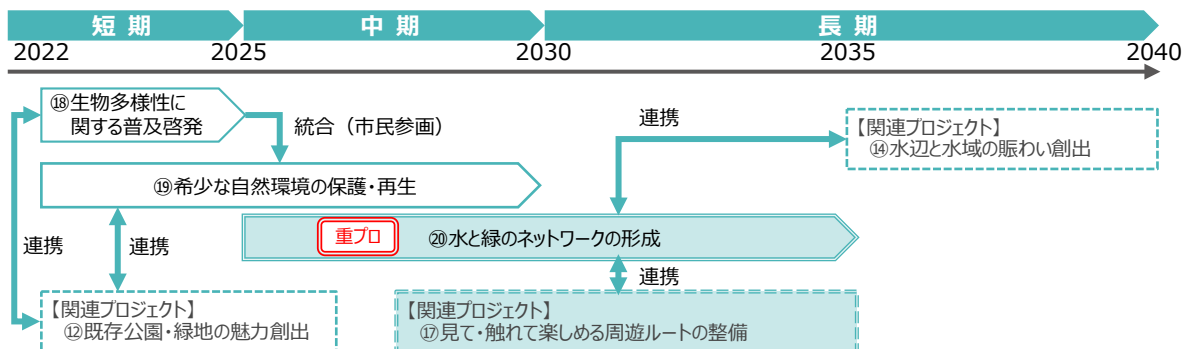 短 期
中 期
長 期
2022
2025
2030
2035
2040
⑱生物多様性に
関する普及啓発
統合（市民参画）
連携
【関連プロジェクト】
⑭水辺と水域の賑わい創出
⑲希少な自然環境の保護・再生
連携
連携
重プロ
⑳水と緑のネットワークの形成
連携
【関連プロジェクト】
⑫既存公園・緑地の魅力創出
【関連プロジェクト】
⑰見て・触れて楽しめる周遊ルートの整備